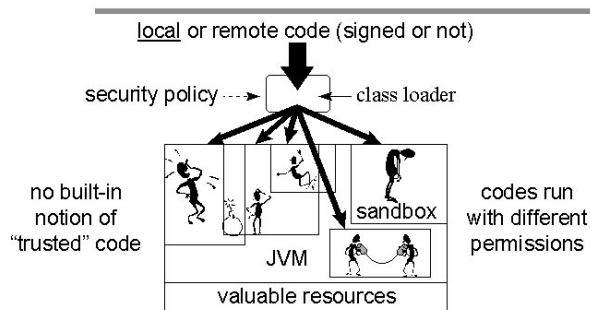 local or remote code (signed or not)
security policy
class loader
no built-in
notion of
“trusted” code
sandbox
JVM
codes run
with different
permissions
valuable resources